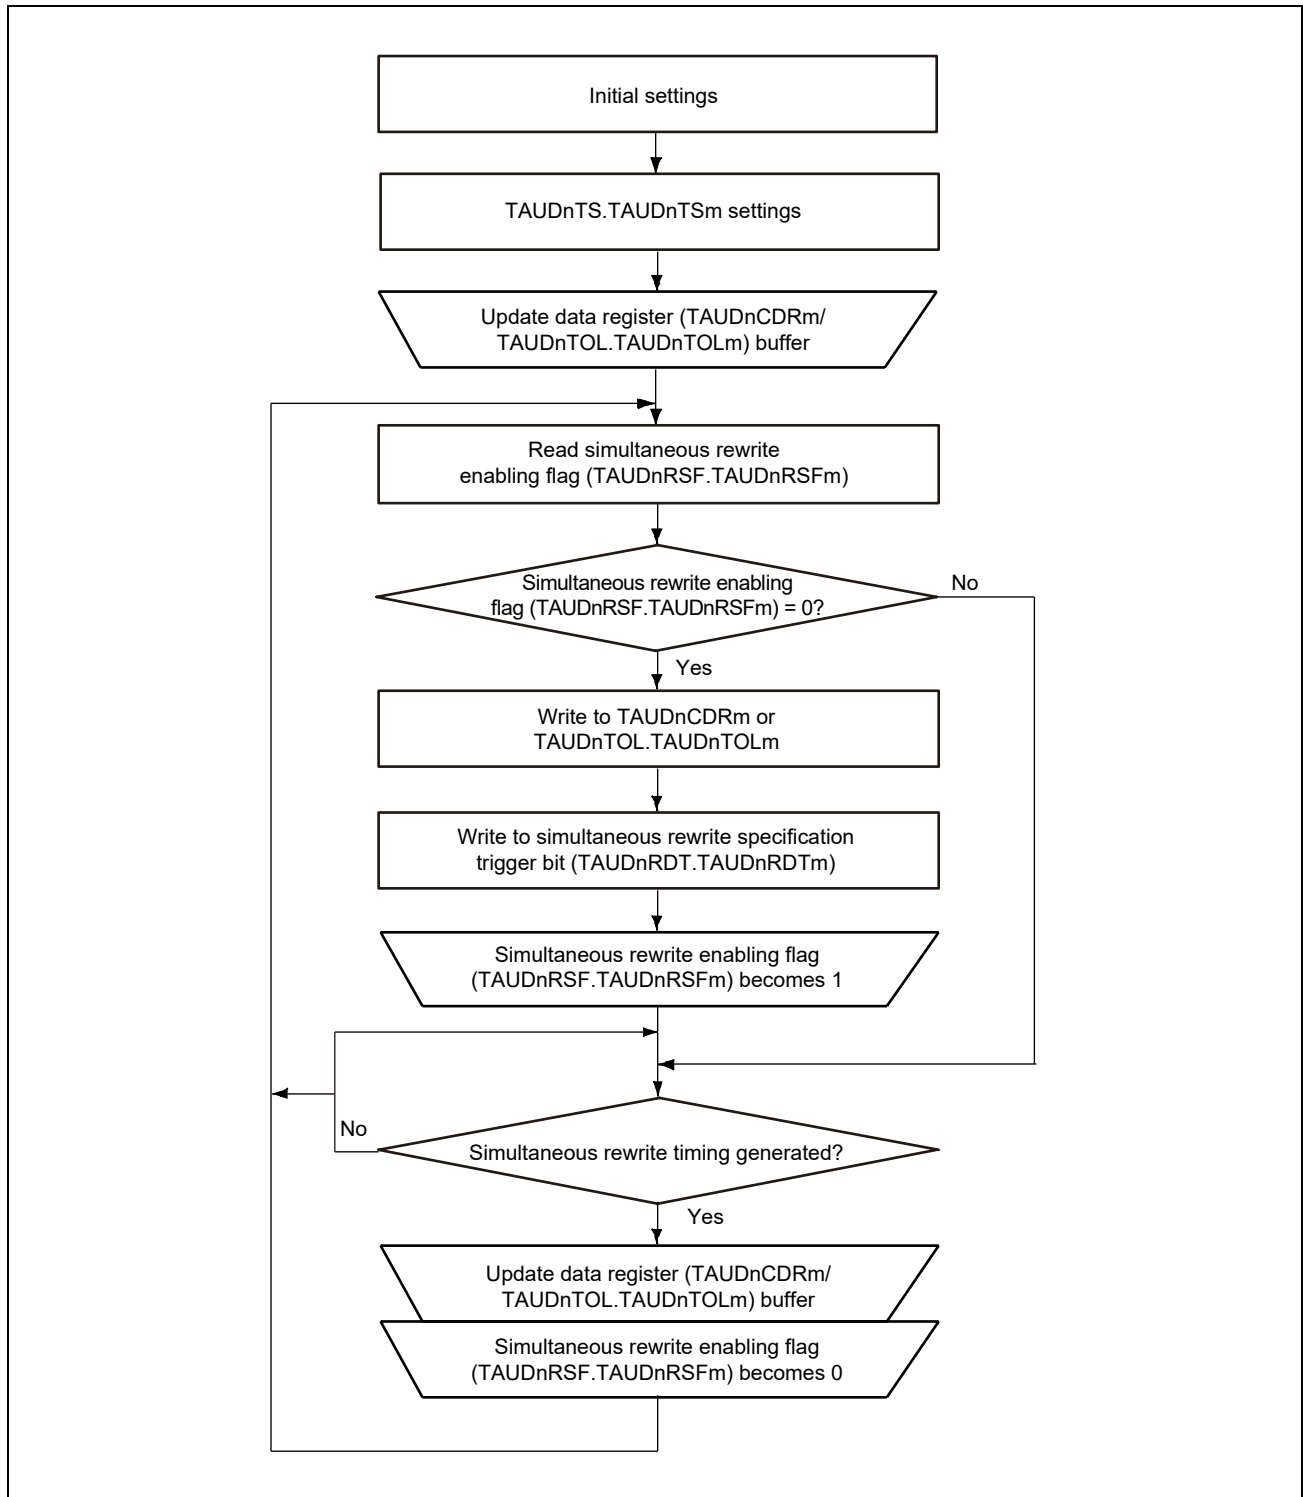 Initial settings
TAUDnTS.TAUDnTSm settings
Update data register (TAUDnCDRm/
TAUDnTOL.TAUDnTOLm) buffer
Read simultaneous rewrite
enabling flag (TAUDnRSF.TAUDnRSFm)
Simultaneous rewrite enabling
flag (TAUDnRSF.TAUDnRSFm) = 0?
No
Yes
Write to TAUDnCDRm or
TAUDnTOL.TAUDnTOLm
Write to simultaneous rewrite specification
trigger bit (TAUDnRDT.TAUDnRDTm)
Simultaneous rewrite enabling flag
(TAUDnRSF.TAUDnRSFm) becomes 1
No
Simultaneous rewrite timing generated?
Yes
Update data register (TAUDnCDRm/
TAUDnTOL.TAUDnTOLm) buffer
Simultaneous rewrite enabling flag
(TAUDnRSF.TAUDnRSFm) becomes 0